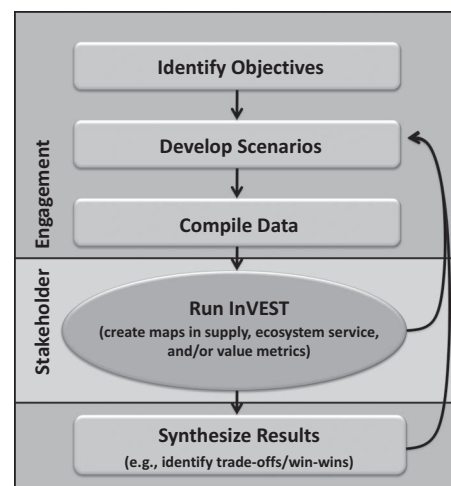 Identify Objectives
Develop Scenarios
Compile Data
Engagement
Run InVEST
(create maps in supply, ecosystem service,
and/or value metrics)
Stakeholder
Synthesize Results
(e.g., identify trade-offs/win-wins)